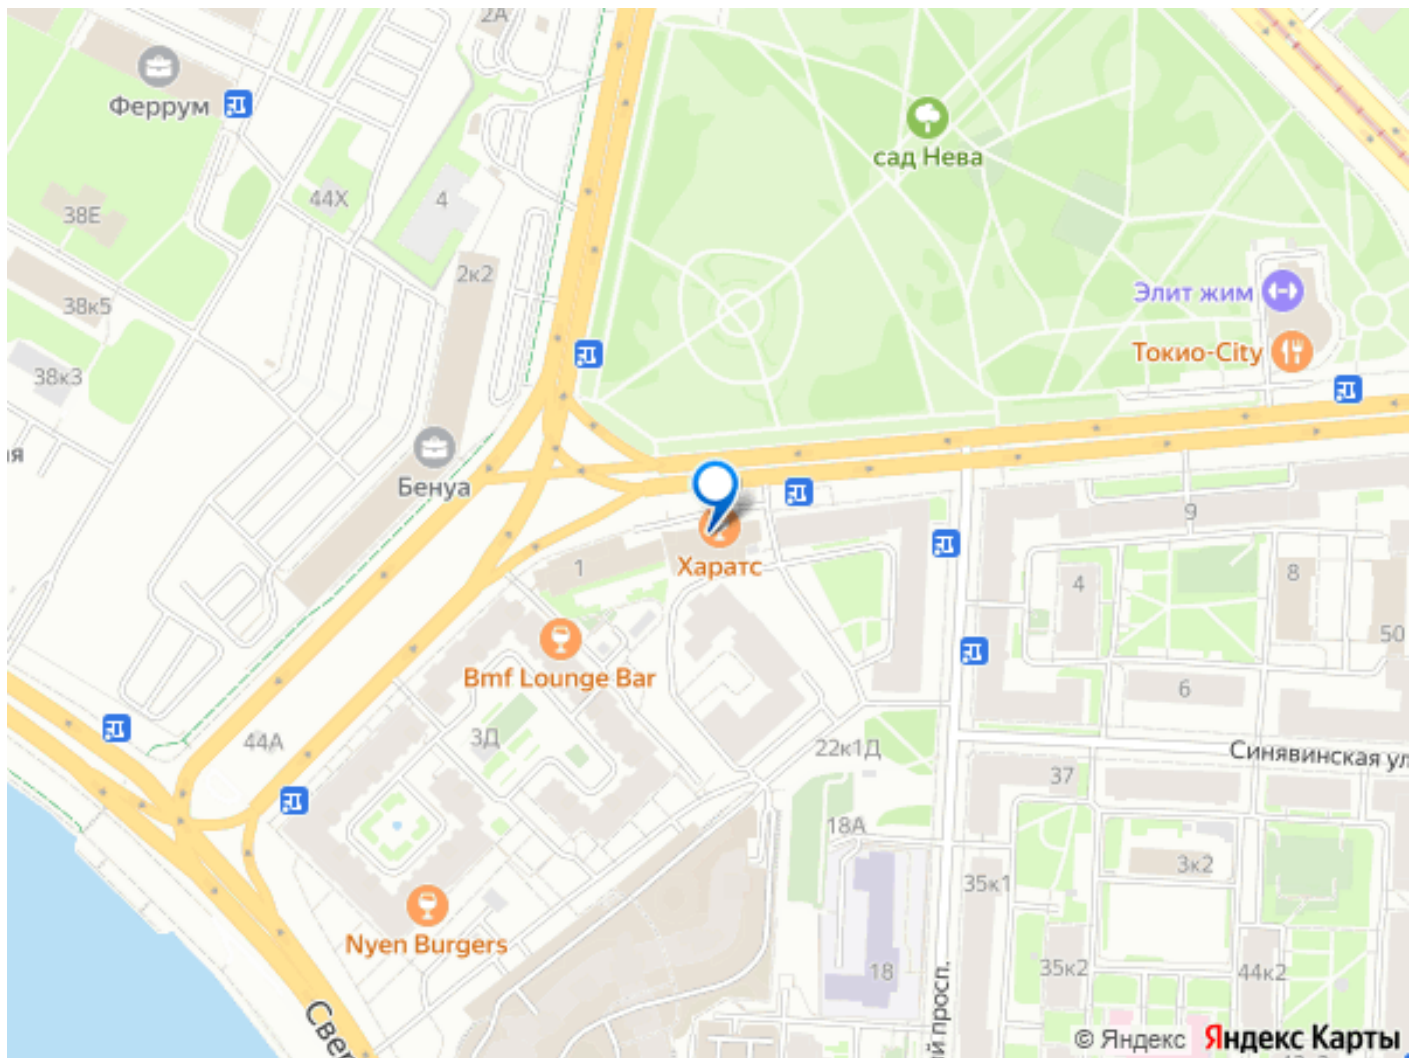 2А
Феррум
сад Нева
44Х
4
38Е
2к2
38к5
Элит жим
Токио-City
38к3
Бенуа
9
1
Харатс
4
8
50
Bmf Lounge Bar
6
44А
3Д
22к1Д
Синявинская ул
37
18А
3к2
35к1
Nyen Burgers
18
35к2
44к2
просп.
© Яндекс Яндекс Карты